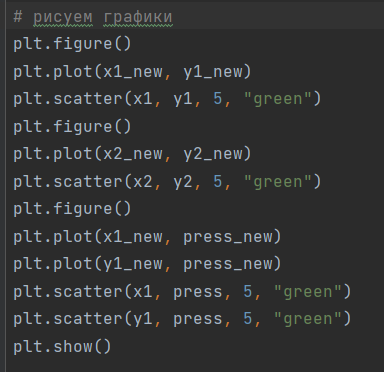 # рисуем графики
plt.figure()
plt.plot(x1_new, y1_new)
plt.scatter(x1, y1, 5, "green")
plt.figure()
plt.plot(x2_new, y2_new)
plt.scatter(x2, y2, 5, "green")
plt.figure()
plt.plot(x1_new, press_new)
plt.plot(y1_new, press_new)
plt.scatter(x1, press, 5, "green")
plt.scatter(y1, press, 5, "green")
plt.show()